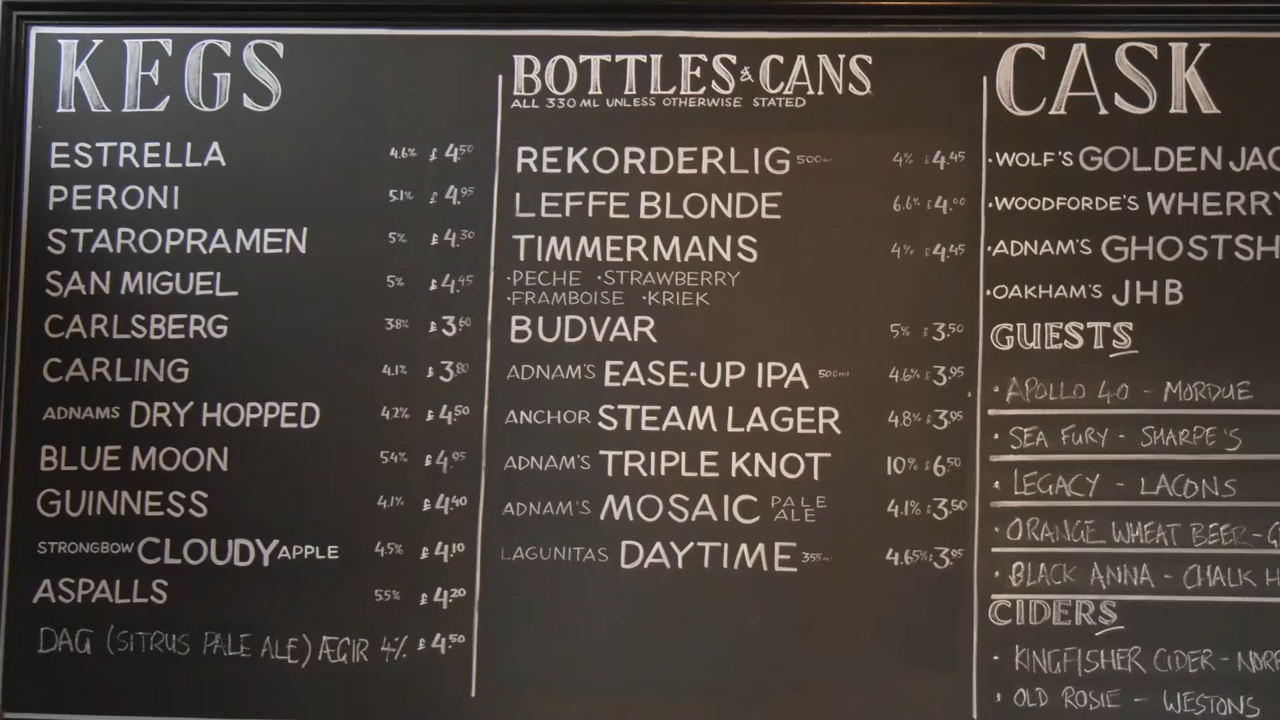 KEGS
ESTRELLA 4.6% £4.50
PERONI 5.1% £4.95
STAROPRAMEN 5% £4.30
SAN MIGUEL 5% £4.45
CARLSBERG 3.8% £3.60
CARLING 4.1% £3.80
ADNAMS DRY HOPPED 4.2% £4.50
BLUE MOON 5.4% £4.95
GUINNESS 4.1% £4.40
STRONGBOW CLOUDY APPLE 4.5% £4.10
ASPALLS 5.5% £4.20
DAG (SITRUS PALE ALE) ÆGIR 4% £4.50
BOTTLES & CANS
ALL 330 ML UNLESS OTHERWISE STATED
REKORDERLIG 500ml 4% £4.45
LEFFE BLONDE 6.6% £4.00
TIMMERMANS 4% £4.45
·PECHE ·STRAWBERRY
·FRAMBOISE ·KRIEK
BUDVAR 5% £3.50
ADNAM'S EASE-UP IPA 500ml 4.6% £3.95
ANCHOR STEAM LAGER 4.8% £3.95
ADNAM'S TRIPLE KNOT 10% £6.50
ADNAM'S MOSAIC PALE ALE 4.1% £3.50
LAGUNITAS DAYTIME 355ml 4.65% £3.95
CASK
·WOLF'S GOLDEN JAC
·WOODFORDE'S WHERRY
·ADNAM'S GHOSTSH
·OAKHAM'S JHB
GUESTS
· APOLLO 40 - MORDUE
· SEA FURY - SHARPE'S
· LEGACY - LACONS
· ORANGE WHEAT BEER - G
· BLACK ANNA - CHALK H
CIDERS
· KINGFISHER CIDER - NORF
· OLD ROSIE - WESTONS